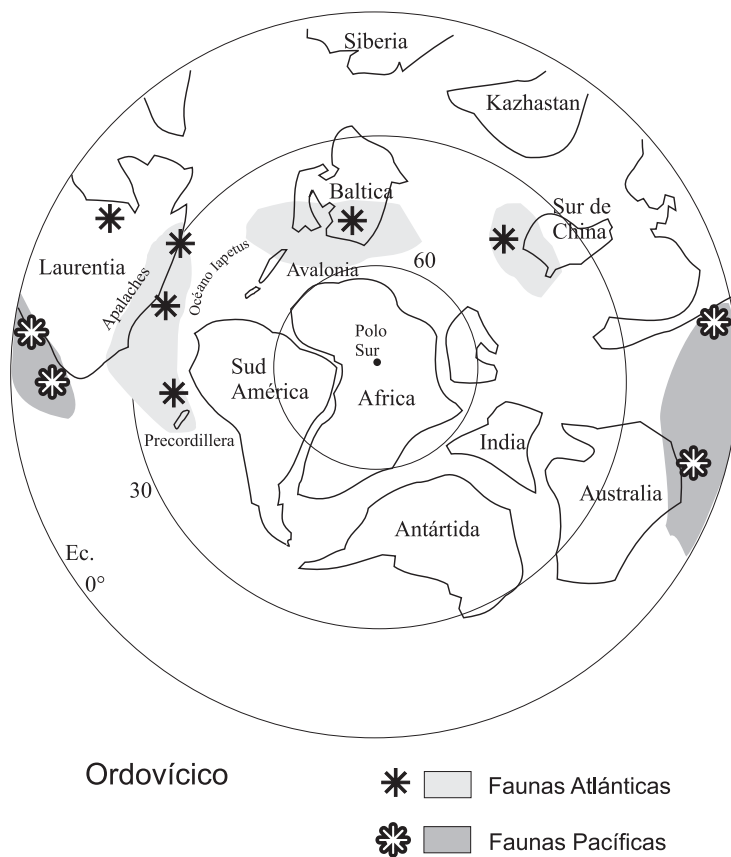 Siberia
Kazhastan
Baltica
Sur de
China
Laurentia
Apalaches
Océano Iapetus
Avalonia
60
Polo
Sur
Sud
América
Africa
Precordillera
India
Australia
30
Antártida
Ec.
0°
Ordovícico
Faunas Atlánticas
Faunas Pacíficas